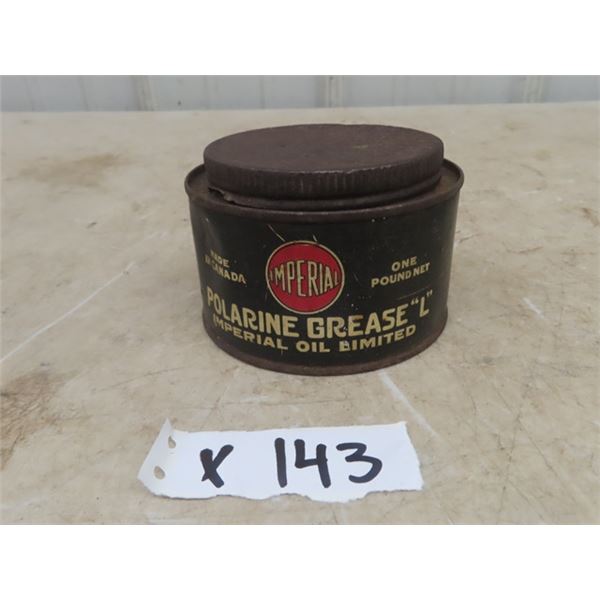 MADE
IN CANADA
IMPERIAL
ONE
POUND NET
POLARINE GREASE "L"
IMPERIAL OIL LIMITED
X 143